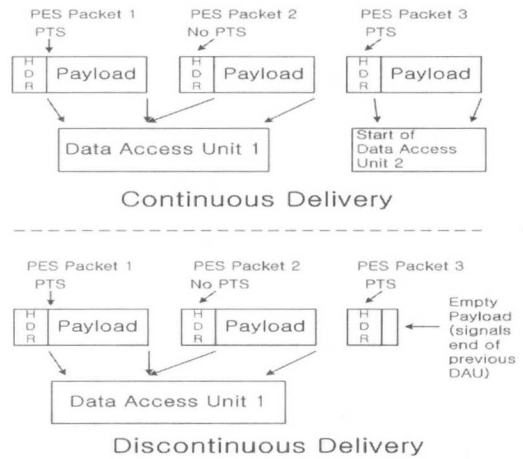 PES Packet 1 PES Packet 2 PES Packet 3
PTS No PTS PTS
HDR Payload HDR Payload HDR Payload
Data Access Unit 1
Start of
Data Access
Unit 2
Continuous Delivery
PES Packet 1 PES Packet 2 PES Packet 3
PTS No PTS PTS
HDR Payload HDR Payload HDR
Empty
Payload
(signals
end of
previous
DAU)
Data Access Unit 1
Discontinuous Delivery